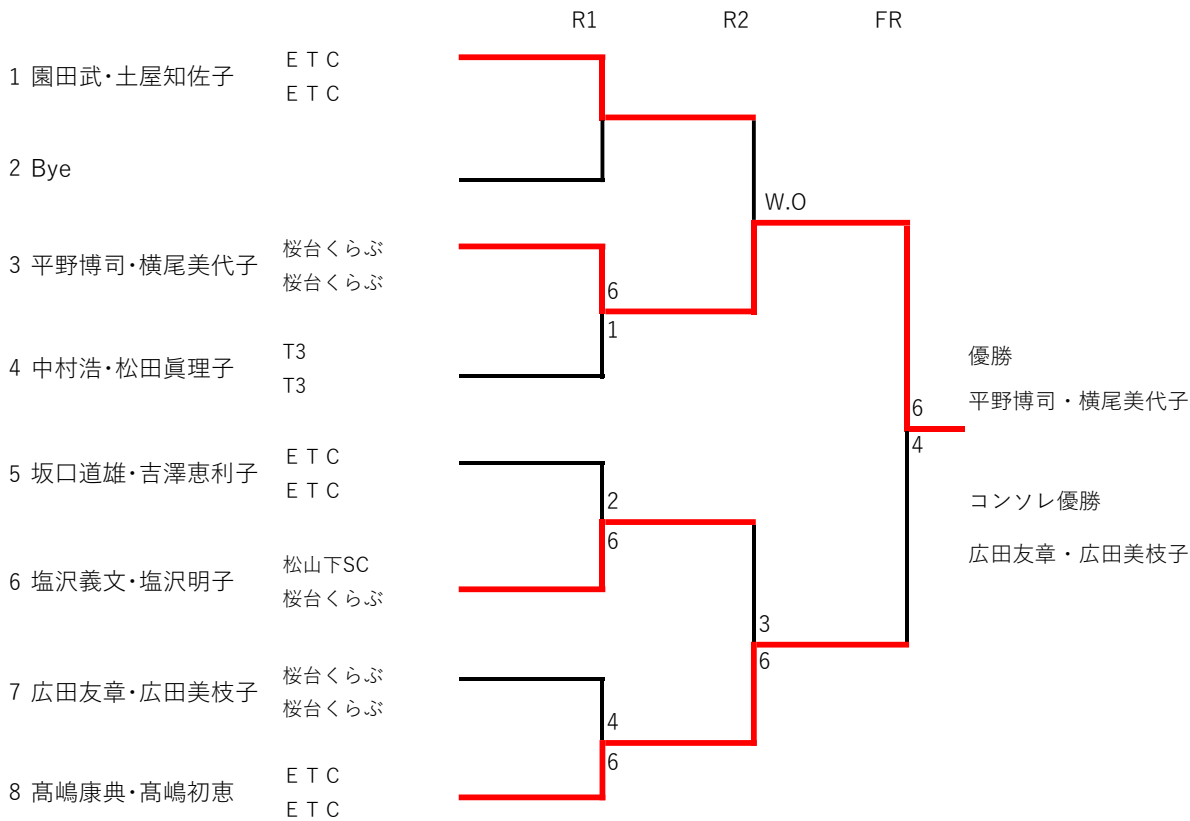 R1 R2 FR
1 園田武・土屋知佐子 ＥＴＣ
ＥＴＣ
2 Bye
W.O
3 平野博司・横尾美代子 桜台くらぶ
桜台くらぶ
6
1
4 中村浩・松田眞理子 T3
T3
優勝
平野博司・横尾美代子
6
4
5 坂口道雄・吉澤恵利子 ＥＴＣ
ＥＴＣ
2
6
コンソレ優勝
広田友章・広田美枝子
6 塩沢義文・塩沢明子 松山下SC
桜台くらぶ
3
6
7 広田友章・広田美枝子 桜台くらぶ
桜台くらぶ
4
6
8 髙嶋康典・髙嶋初恵 ＥＴＣ
ＥＴＣ